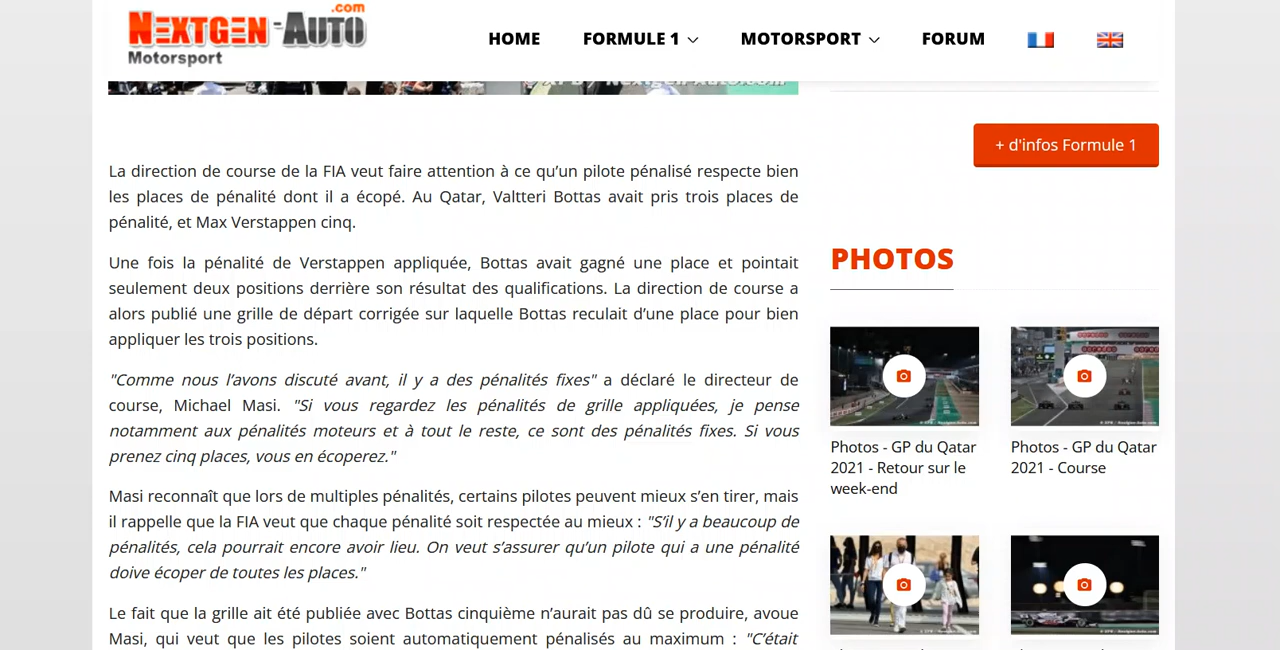 NEXTGEN-AUTO.com
Motorsport
HOME
FORMULE 1
MOTORSPORT
FORUM
+ d'infos Formule 1
La direction de course de la FIA veut faire attention à ce qu’un pilote pénalisé respecte bien
les places de pénalité dont il a écopé. Au Qatar, Valtteri Bottas avait pris trois places de
pénalité, et Max Verstappen cinq.
Une fois la pénalité de Verstappen appliquée, Bottas avait gagné une place et pointait
seulement deux positions derrière son résultat des qualifications. La direction de course a
alors publié une grille de départ corrigée sur laquelle Bottas reculait d’une place pour bien
appliquer les trois positions.
"Comme nous l’avons discuté avant, il y a des pénalités fixes" a déclaré le directeur de
course, Michael Masi. "Si vous regardez les pénalités de grille appliquées, je pense
notamment aux pénalités moteurs et à tout le reste, ce sont des pénalités fixes. Si vous
prenez cinq places, vous en écoperez."
Masi reconnaît que lors de multiples pénalités, certains pilotes peuvent mieux s’en tirer, mais
il rappelle que la FIA veut que chaque pénalité soit respectée au mieux : "S’il y a beaucoup de
pénalités, cela pourrait encore avoir lieu. On veut s’assurer qu’un pilote qui a une pénalité
doive écoper de toutes les places."
Le fait que la grille ait été publiée avec Bottas cinquième n’aurait pas dû se produire, avoue
Masi, qui veut que les pilotes soient automatiquement pénalisés au maximum : "C’était
PHOTOS
Photos - GP du Qatar
2021 - Retour sur le
week-end
Photos - GP du Qatar
2021 - Course